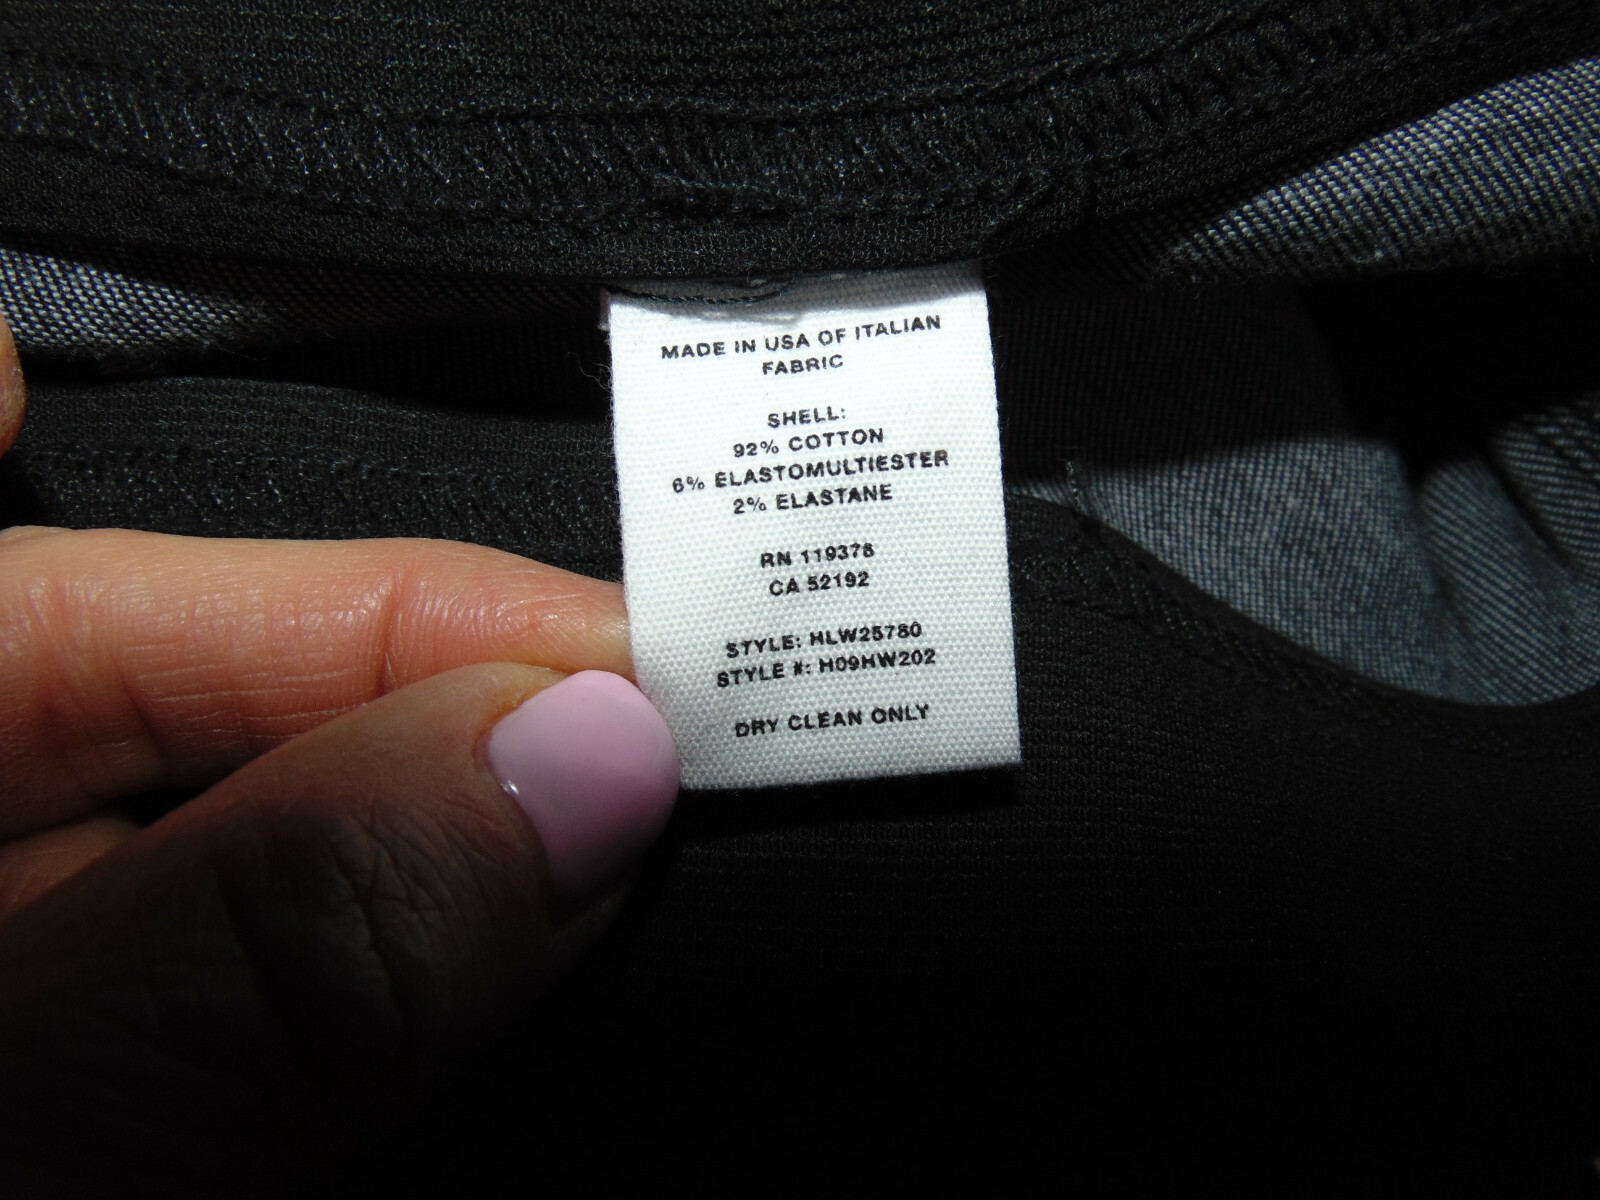 MADE IN USA OF ITALIAN
FABRIC
SHELL:
92% COTTON
6% ELASTOMULTIESTER
2% ELASTANE
RN 119378
CA 52192
STYLE: HLW25780
STYLE #: H09HW202
DRY CLEAN ONLY